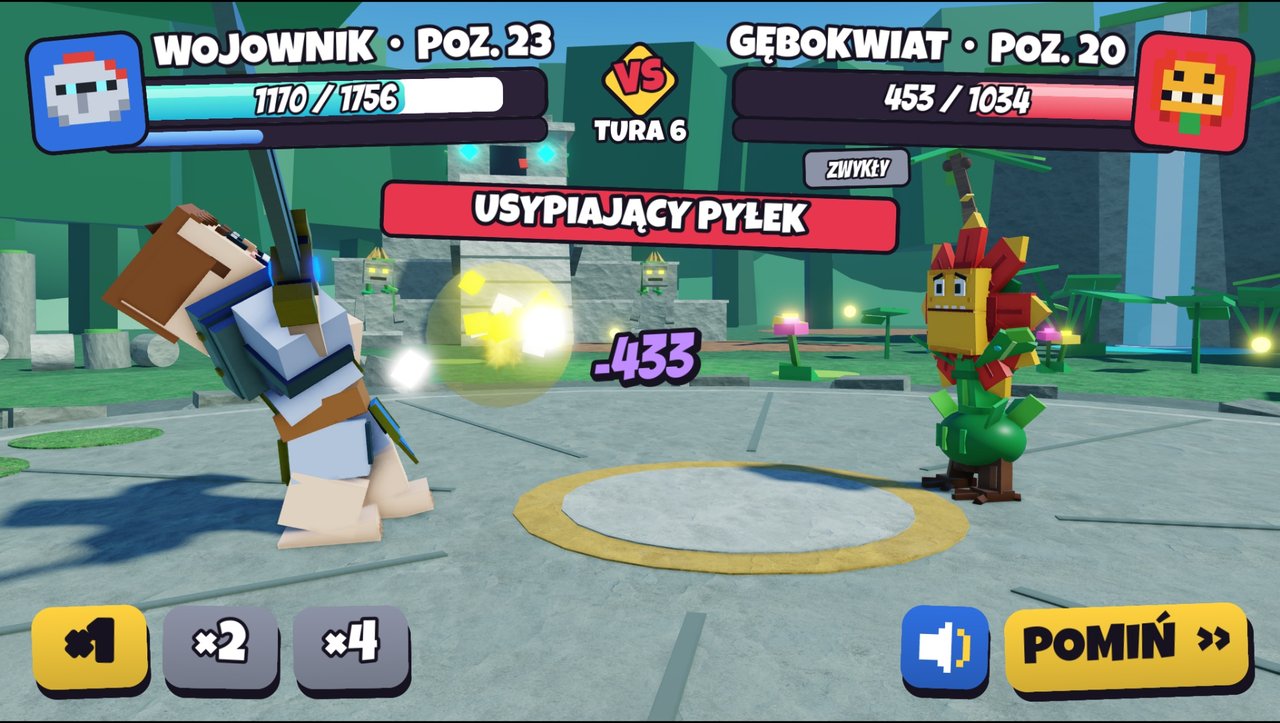 WOJOWNIK • POZ. 23
1170 / 1756
VS
TURA 6
GĘBOKWIAT • POZ. 20
453 / 1034
ZWYKŁY
USYPIAJĄCY PYŁEK
-433
×1
×2
×4
POMIŃ >>